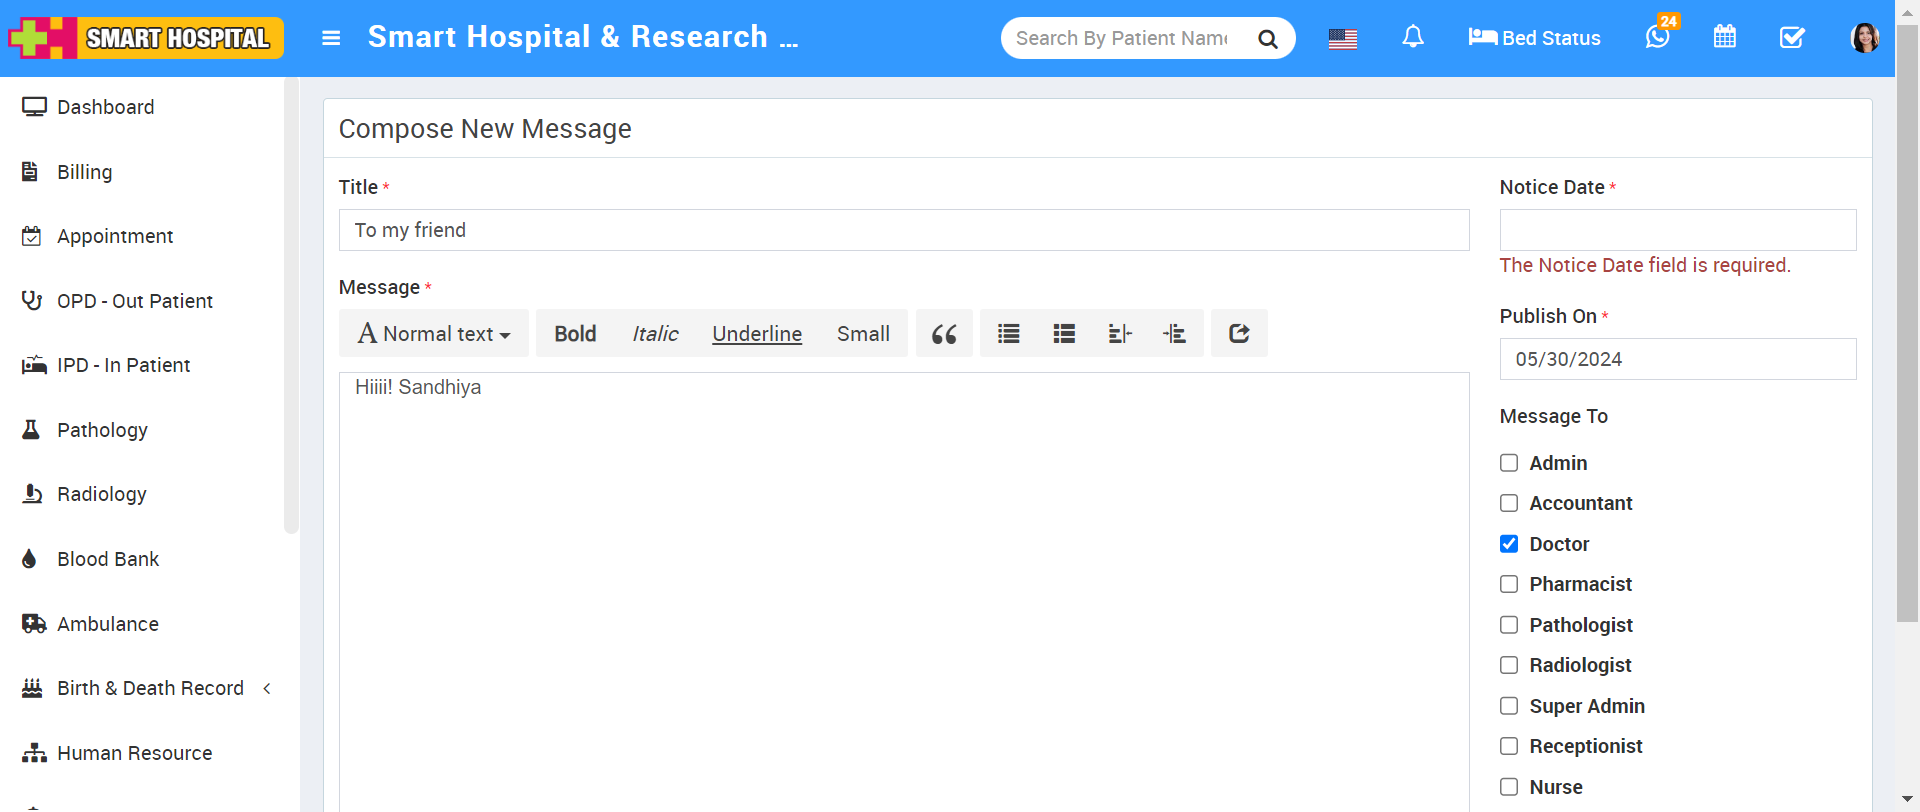 SMART HOSPITAL
Smart Hospital & Research ...
Search By Patient Name
Bed Status
24
Dashboard
Billing
Appointment
OPD - Out Patient
IPD - In Patient
Pathology
Radiology
Blood Bank
Ambulance
Birth & Death Record
Human Resource
Compose New Message
Title *
To my friend
Message *
A Normal text
Bold
Italic
Underline
Small
Hiiii! Sandhiya
Notice Date *
The Notice Date field is required.
Publish On *
05/30/2024
Message To
Admin
Accountant
Doctor
Pharmacist
Pathologist
Radiologist
Super Admin
Receptionist
Nurse